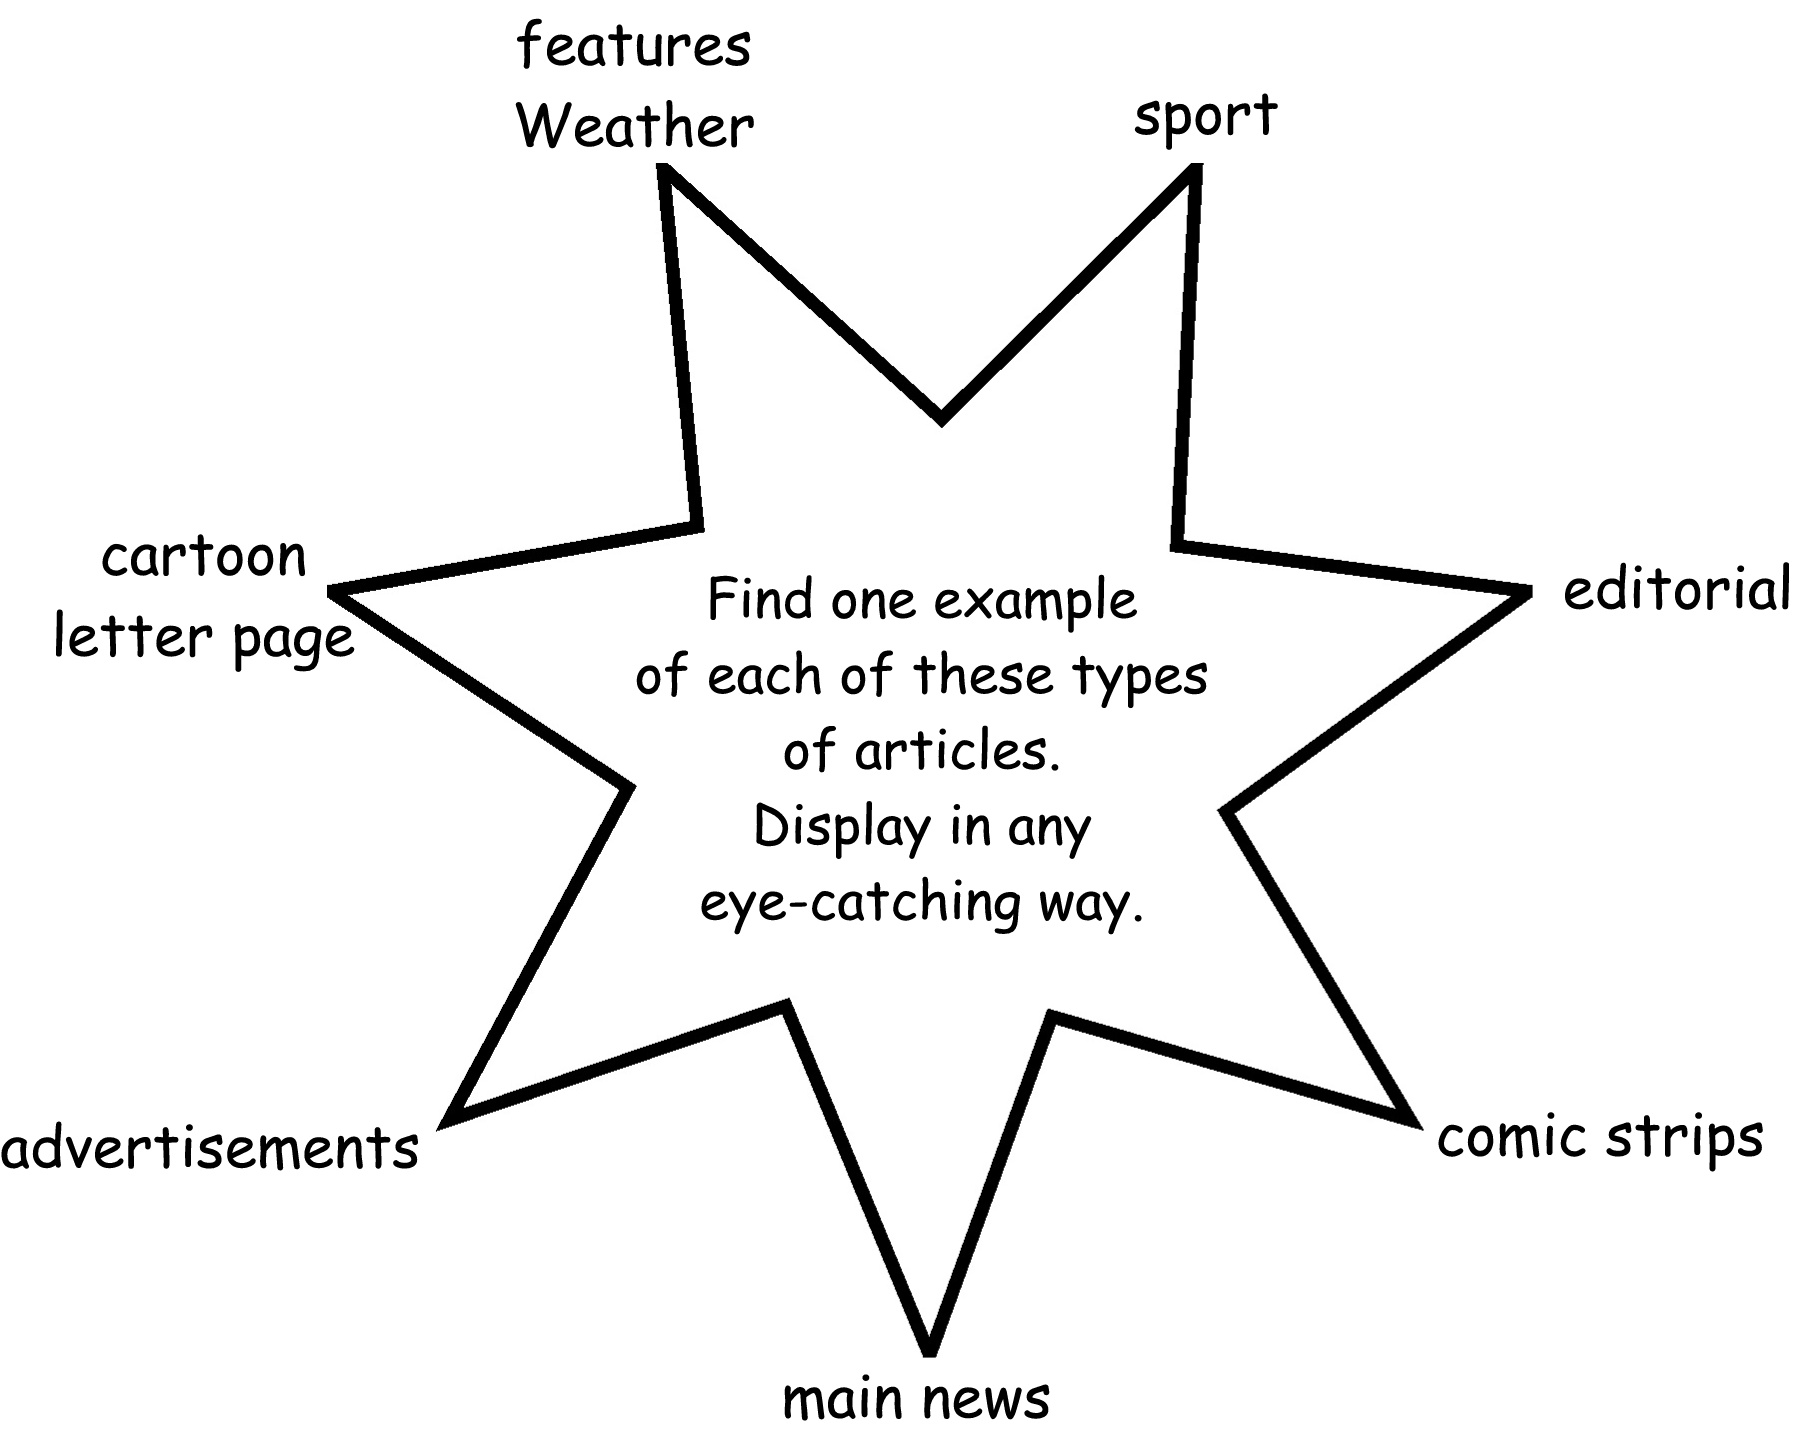 features
Weather
sport
cartoon
letter page
editorial
Find one example
of each of these types
of articles.
Display in any
eye-catching way.
advertisements
comic strips
main news